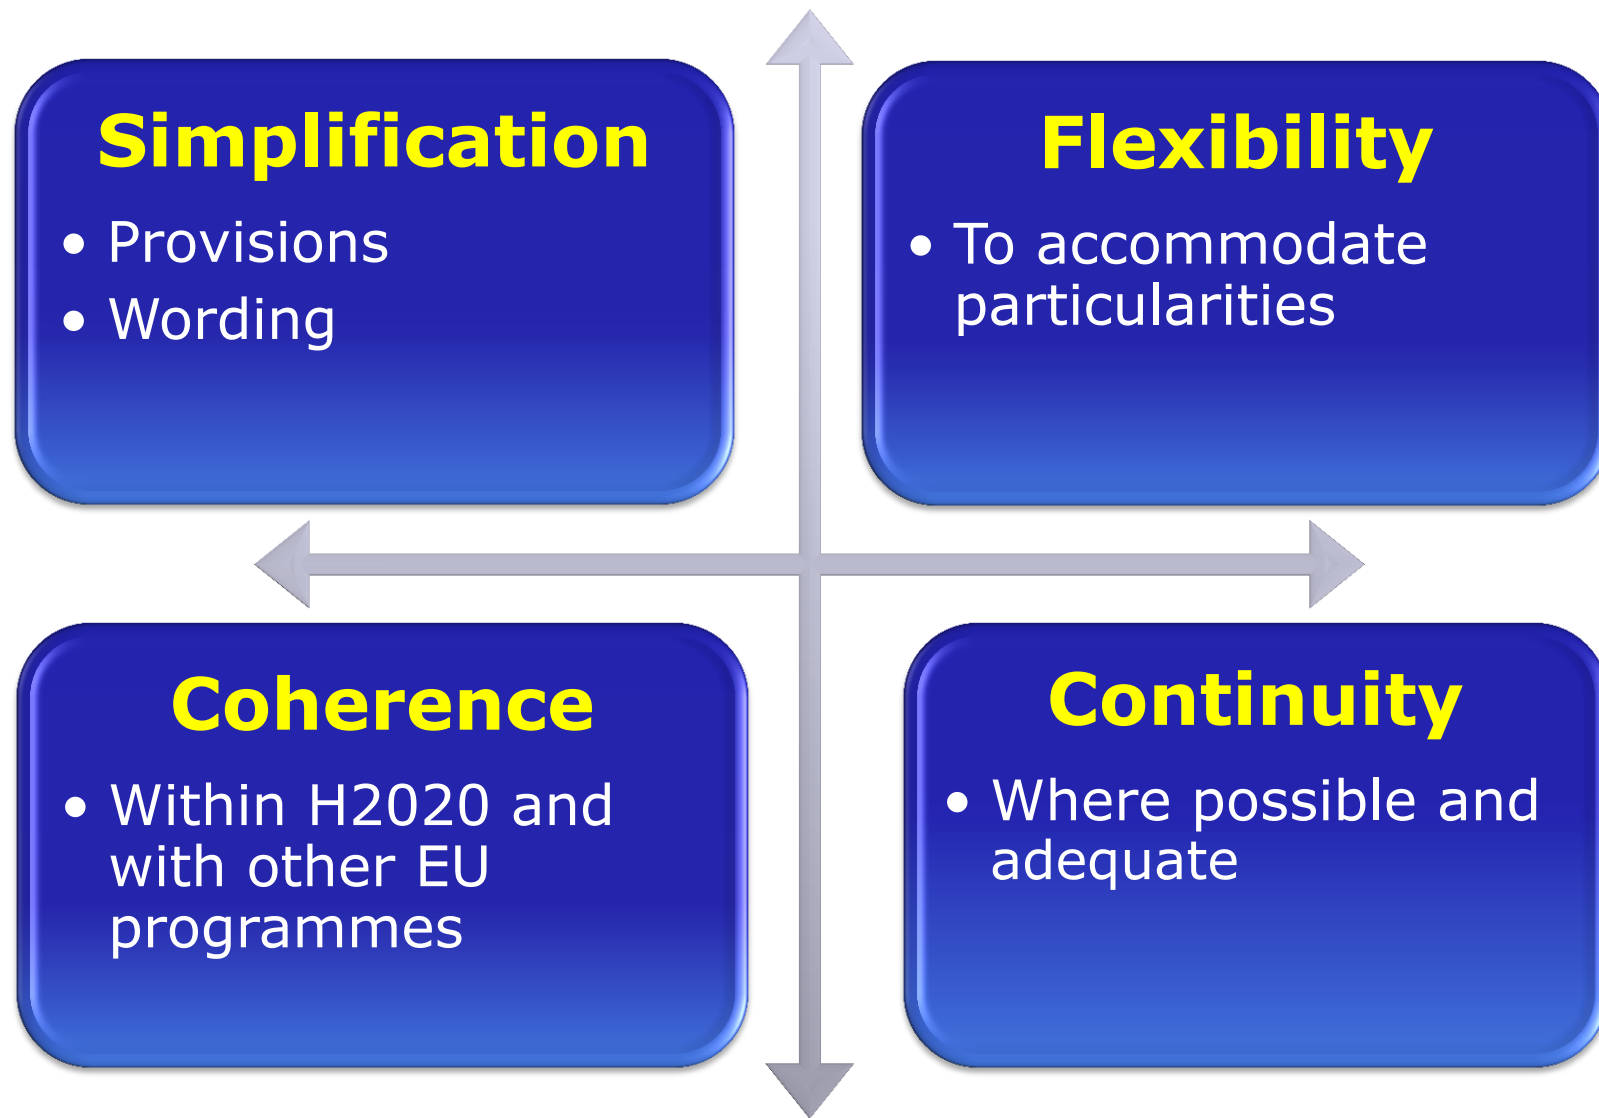 Simplification
• Provisions
• Wording
Flexibility
• To accommodate
particularities
Coherence
• Within H2020 and
with other EU
programmes
Continuity
• Where possible and
adequate